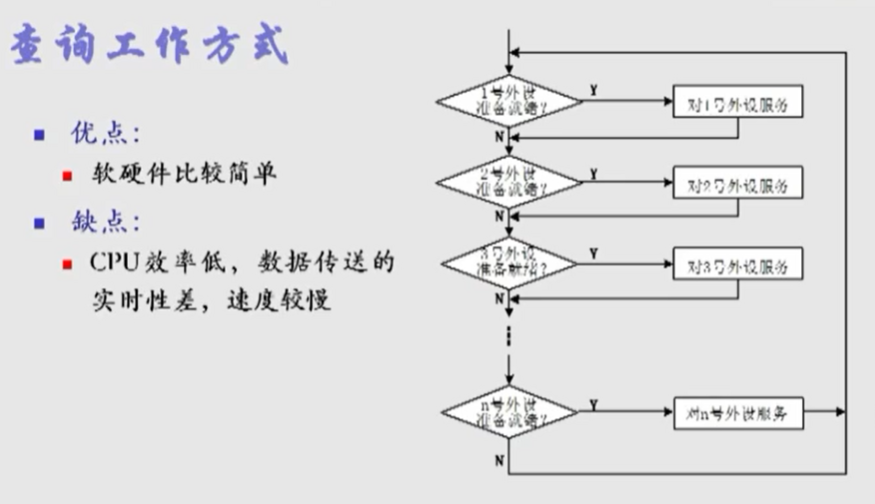 查询工作方式
优点：
软硬件比较简单
缺点：
CPU效率低，数据传送的
实时性差，速度较慢
1号外设
准备就绪？
Y
对1号外设服务
N
2号外设
准备就绪？
Y
对2号外设服务
N
3号外设
准备就绪？
Y
对3号外设服务
N
n号外设
准备就绪？
Y
对n号外设服务
N